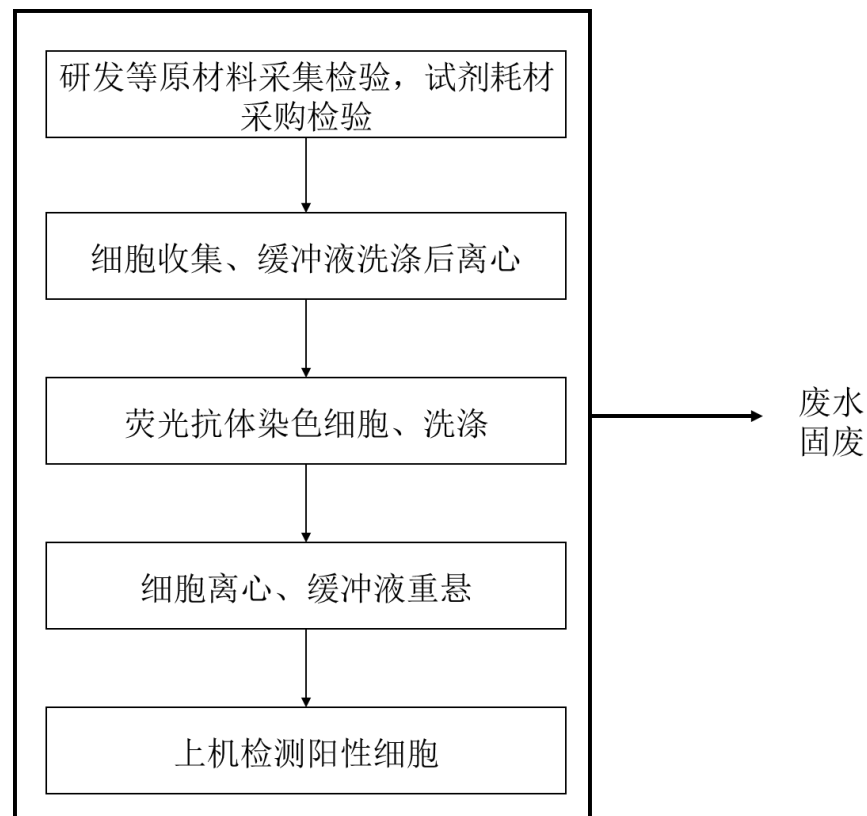 研发等原材料采集检验，试剂耗材
采购检验
细胞收集、缓冲液洗涤后离心
荧光抗体染色细胞、洗涤
废水
固废
细胞离心、缓冲液重悬
上机检测阳性细胞